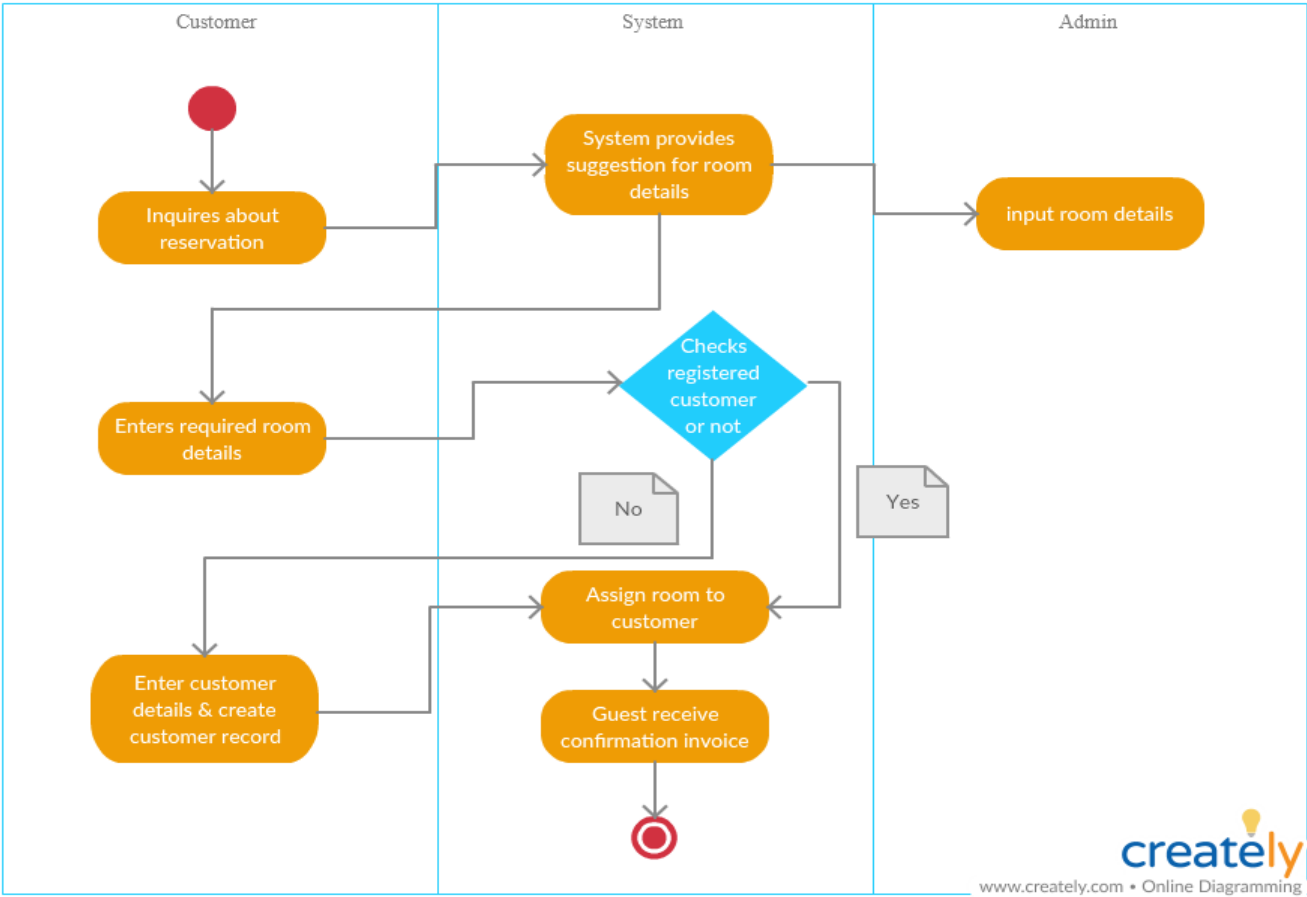 Customer
System
Admin
System provides
suggestion for room
details
Inquires about
reservation
input room details
Checks
registered
customer
or not
Enters required room
details
No
Yes
Assign room to
customer
Enter customer
details & create
customer record
Guest receive
confirmation invoice
creately
www.creately.com • Online Diagramming